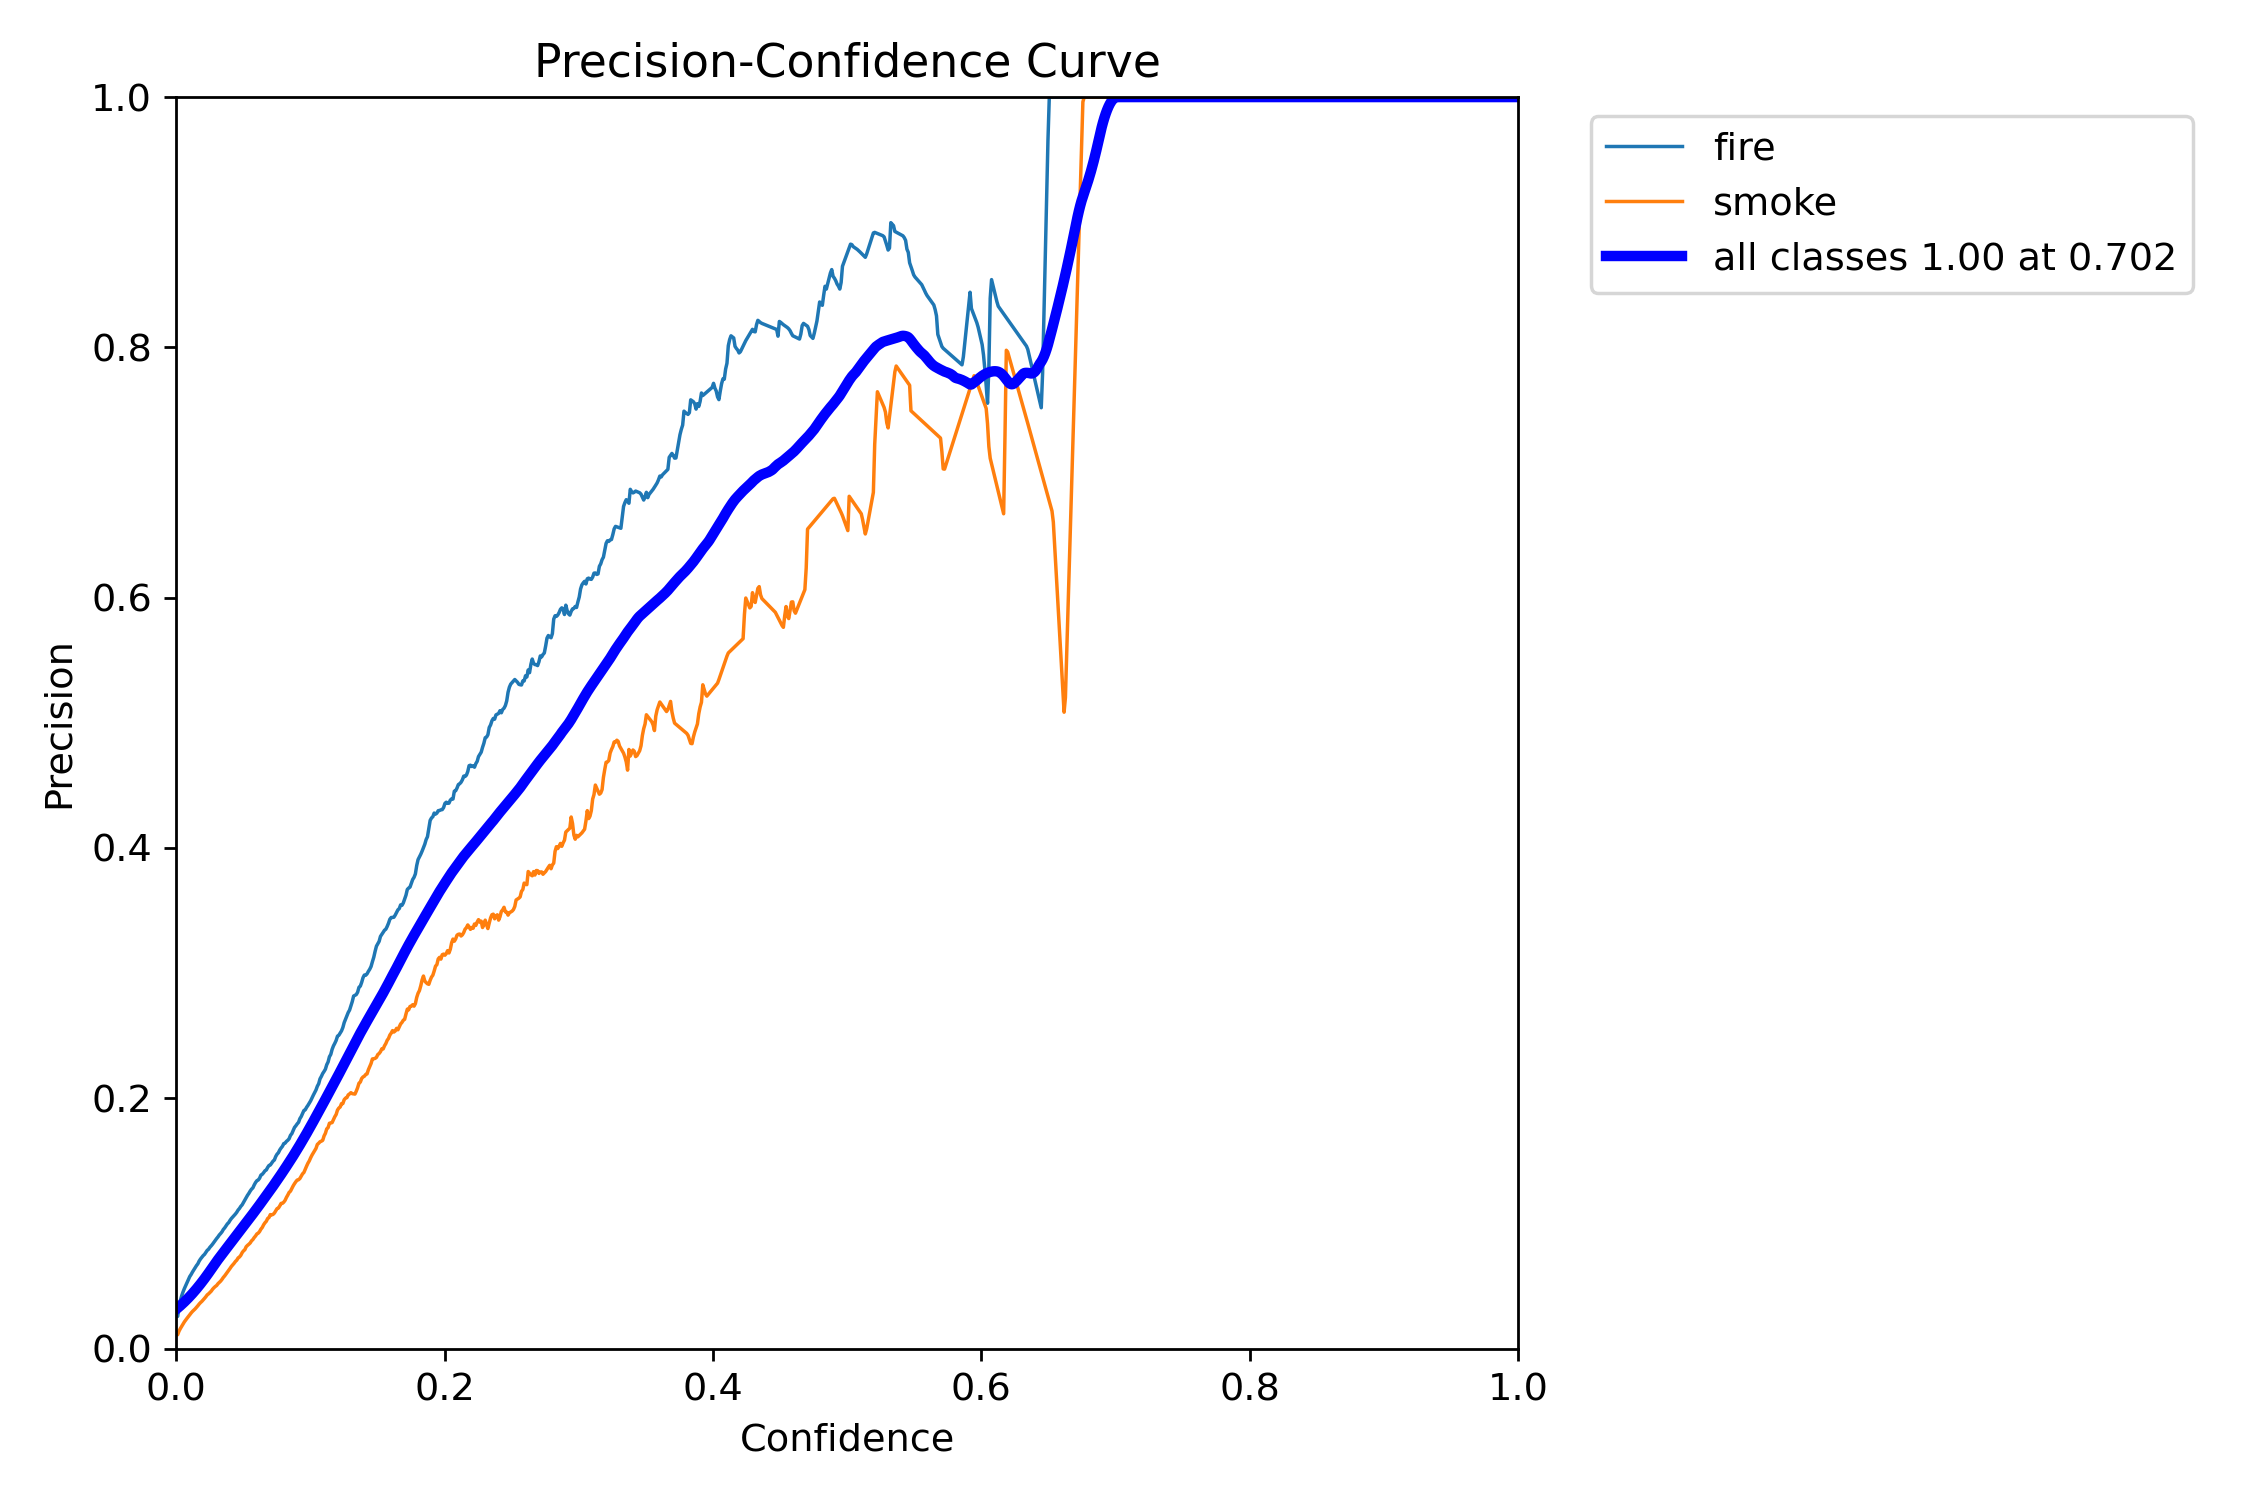 Precision-Confidence Curve
1.0
0.8
0.6
0.4
0.2
0.0
Precision
0.0 0.2 0.4 0.6 0.8 1.0
Confidence
fire
smoke
all classes 1.00 at 0.702